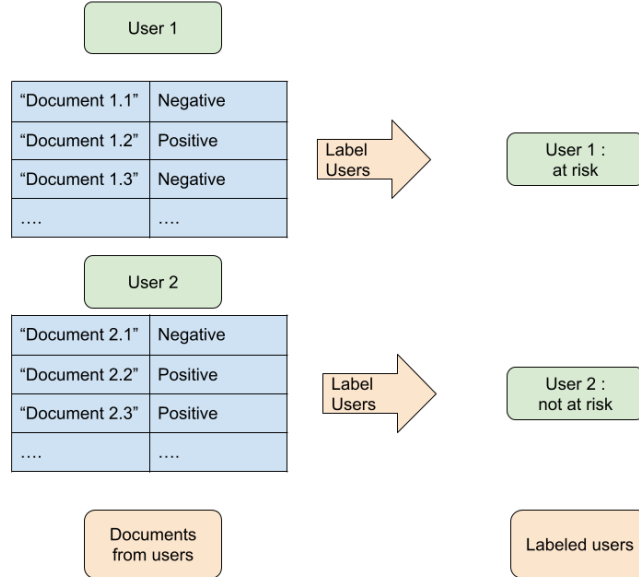 User 1
“Document 1.1” Negative
“Document 1.2” Positive
“Document 1.3” Negative
…. ….
Label
Users
User 1 :
at risk
User 2
“Document 2.1” Negative
“Document 2.2” Positive
“Document 2.3” Positive
…. ….
Label
Users
User 2 :
not at risk
Documents
from users
Labeled users